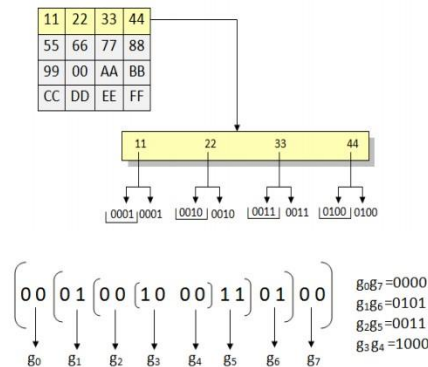 11 22 33 44
55 66 77 88
99 00 AA BB
CC DD EE FF
11 22 33 44
0001 0001 0010 0010 0011 0011 0100 0100
(00(01(00(10 00)11)01)00)
g₀ g₁ g₂ g₃ g₄ g₅ g₆ g₇
g₀g₇=0000
g₁g₆=0101
g₂g₅=0011
g₃g₄=1000